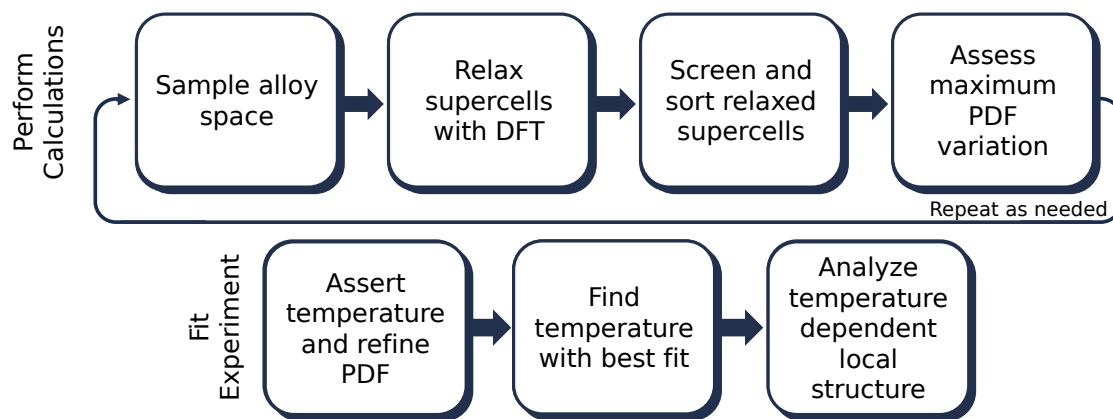 Perform
Calculations
Sample alloy
space
Relax
supercells
with DFT
Screen and
sort relaxed
supercells
Assess
maximum
PDF
variation
Repeat as needed
Fit
Experiment
Assert
temperature
and refine
PDF
Find
temperature
with best fit
Analyze
temperature
dependent
local
structure